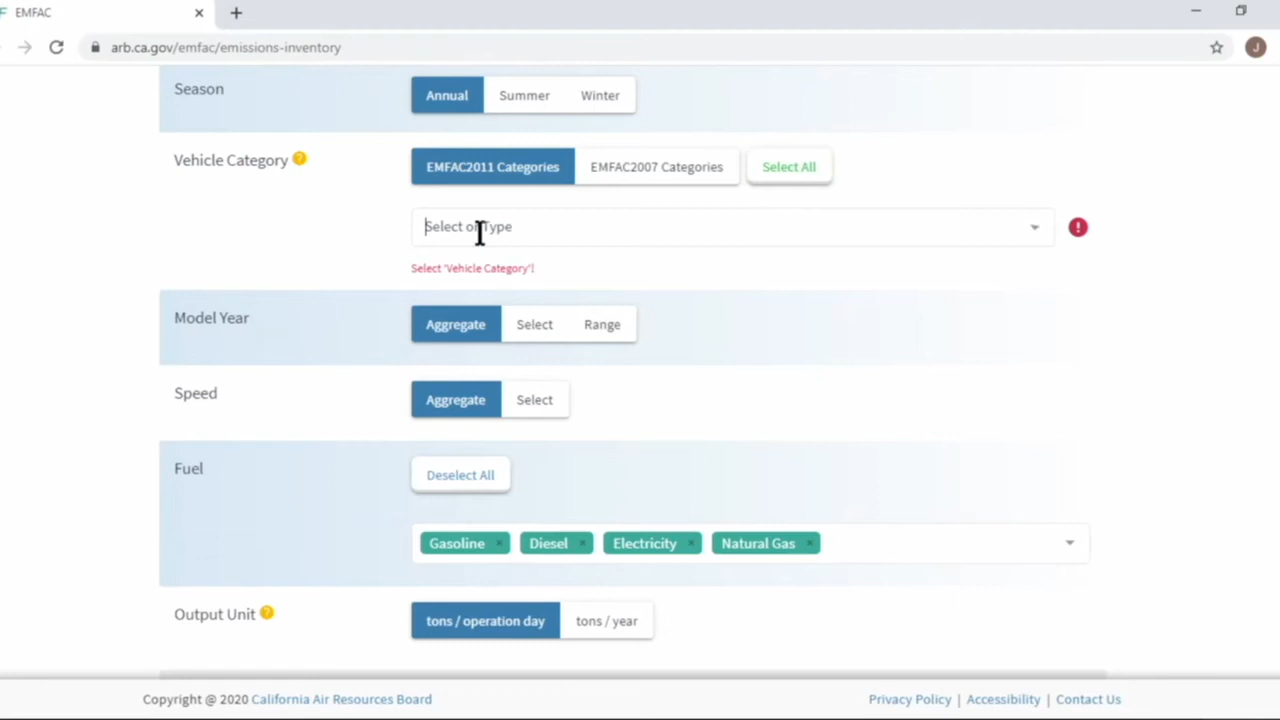 EMFAC
arb.ca.gov/emfac/emissions-inventory
J
Season
Annual Summer Winter
Vehicle Category ?
EMFAC2011 Categories EMFAC2007 Categories Select All
Select or Type
Select 'Vehicle Category'!
Model Year
Aggregate Select Range
Speed
Aggregate Select
Fuel
Deselect All
Gasoline × Diesel × Electricity × Natural Gas ×
Output Unit ?
tons / operation day tons / year
Copyright @ 2020 California Air Resources Board Privacy Policy | Accessibility | Contact Us